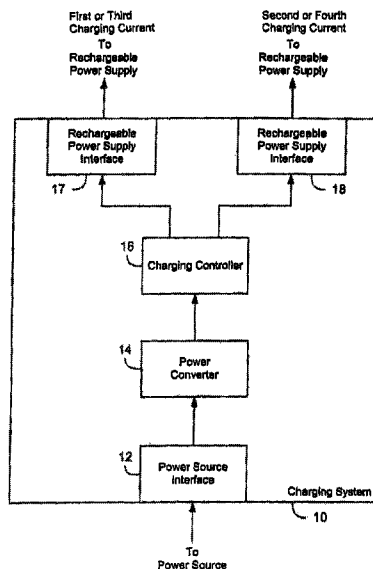 First or Third
Charging Current
To
Rechargeable
Power Supply
Second or Fourth
Charging Current
To
Rechargeable
Power Supply
Rechargeable
Power Supply
Interface
17
Rechargeable
Power Supply
Interface
18
16
Charging Controller
14
Power
Converter
12
Power Source
Interface
Charging System
10
To
Power Source